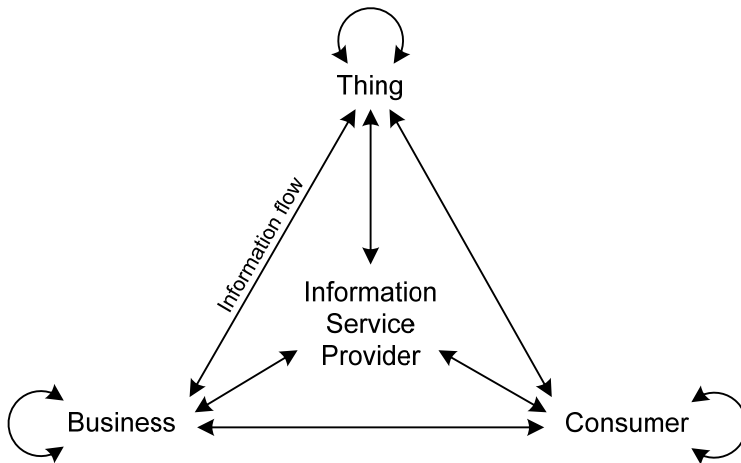 Thing
Information flow
Information
Service
Provider
Business
Consumer